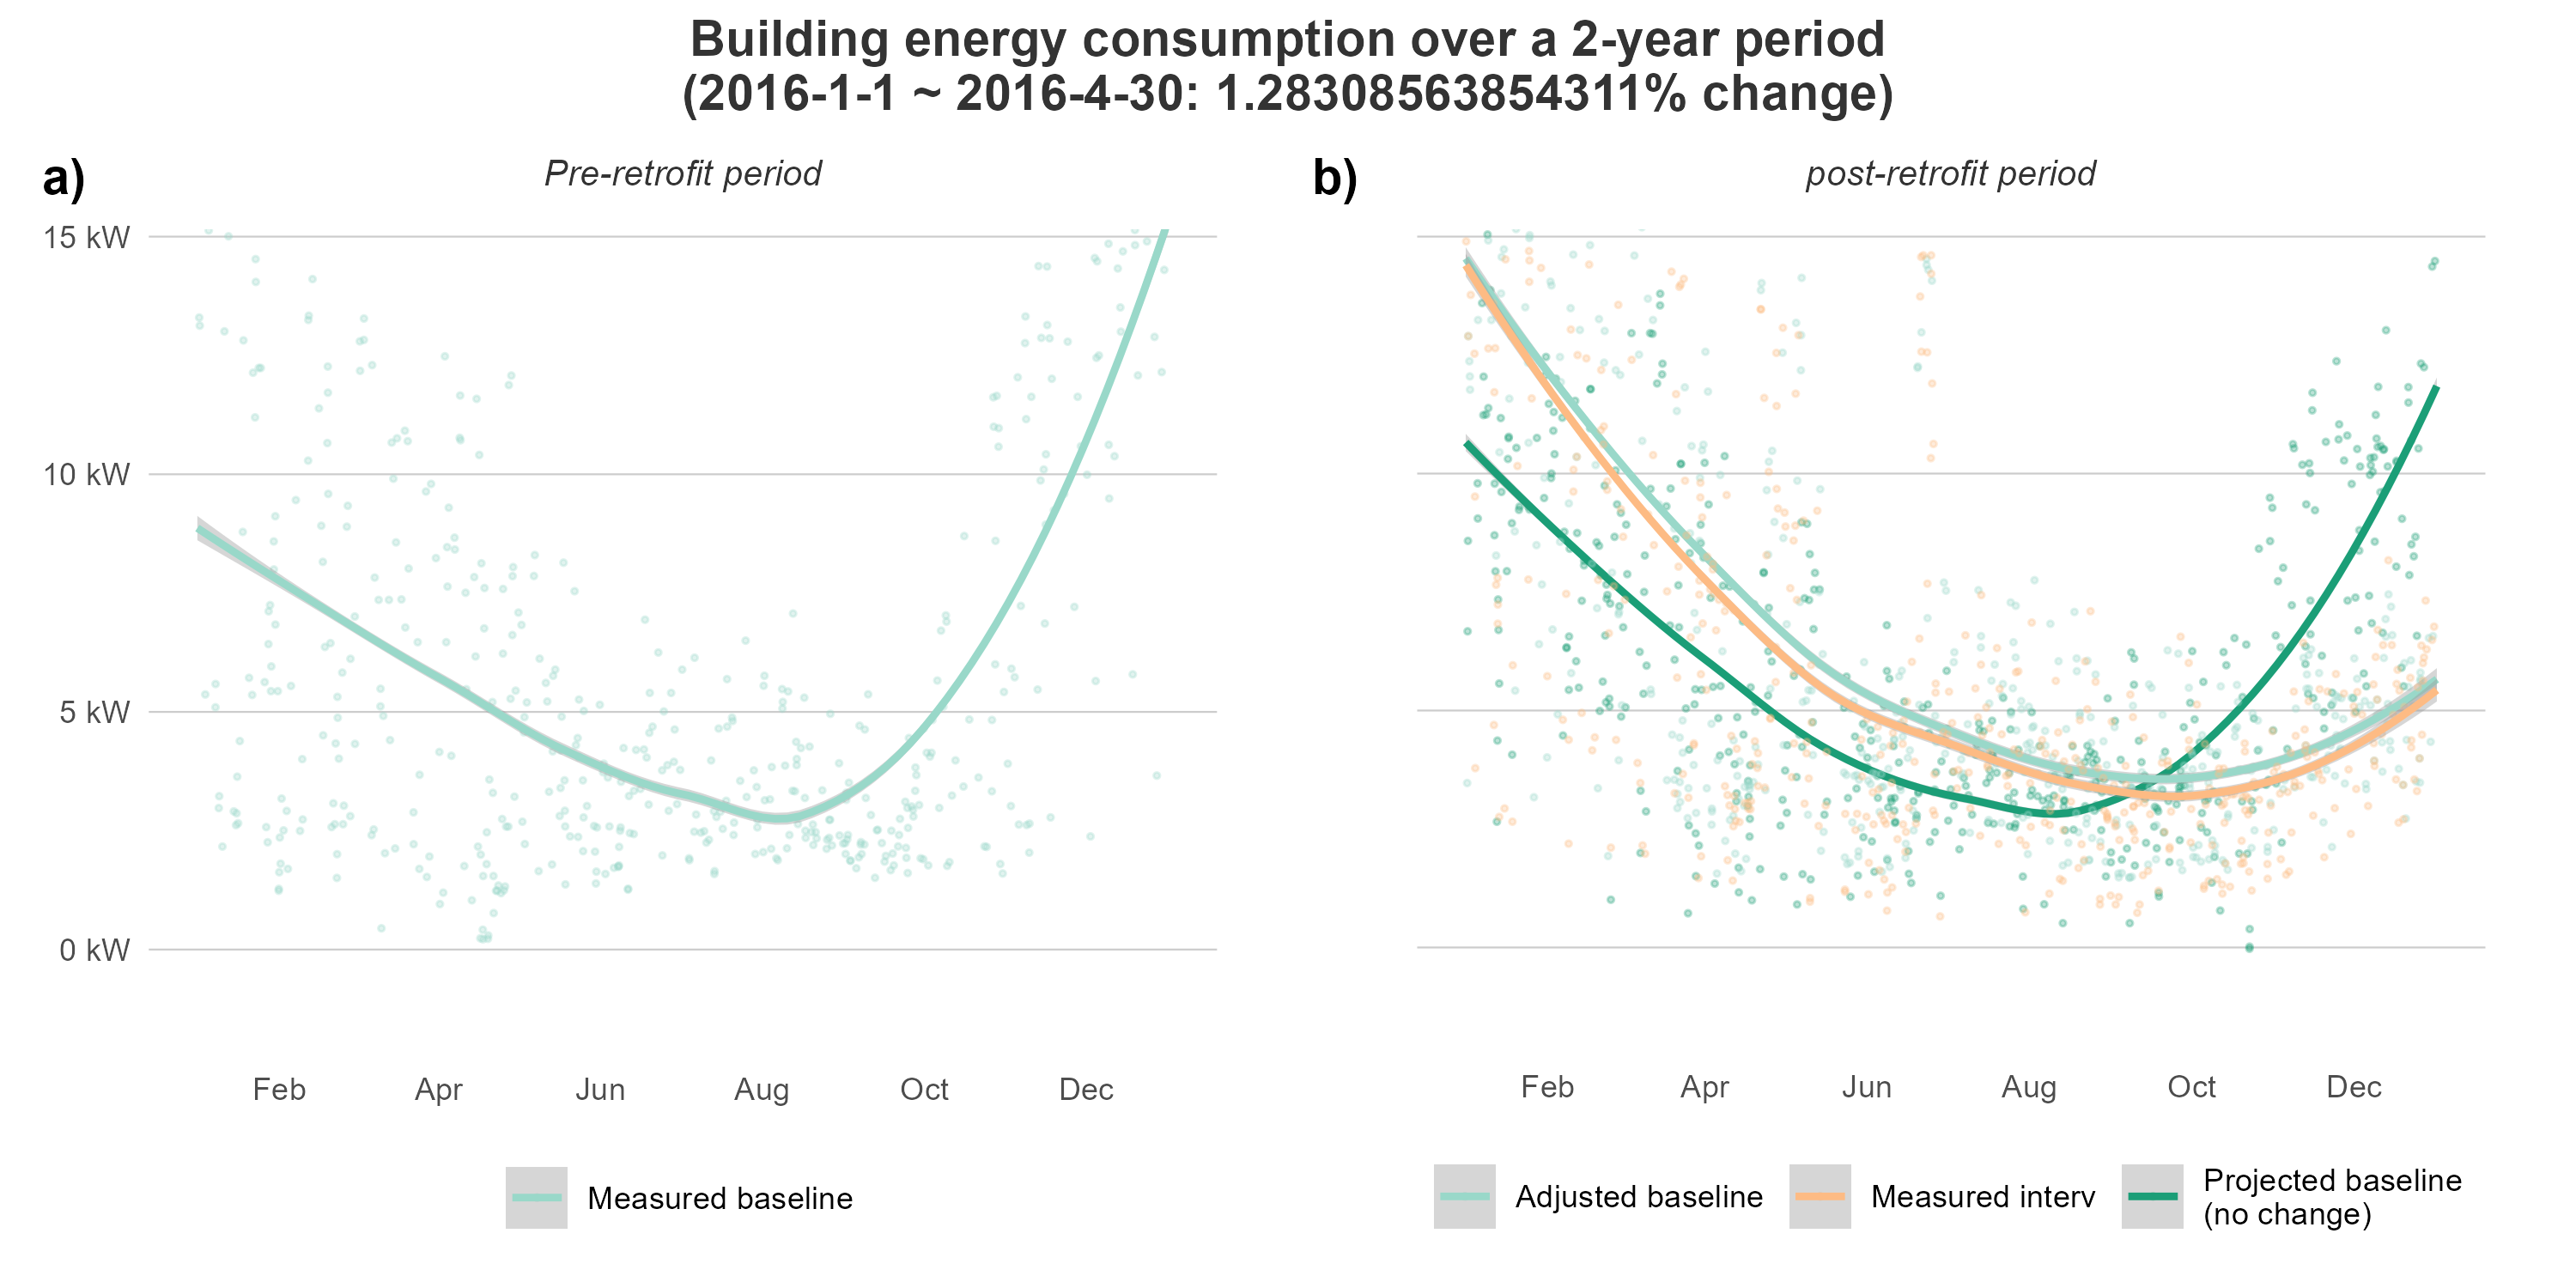 Building energy consumption over a 2-year period
(2016-1-1 ~ 2016-4-30: 1.28308563854311% change)
a)
Pre-retrofit period
15 kW
10 kW
5 kW
0 kW
Feb Apr Jun Aug Oct Dec
Measured baseline
b)
post-retrofit period
Feb Apr Jun Aug Oct Dec
Adjusted baseline
Measured interv
Projected baseline
(no change)